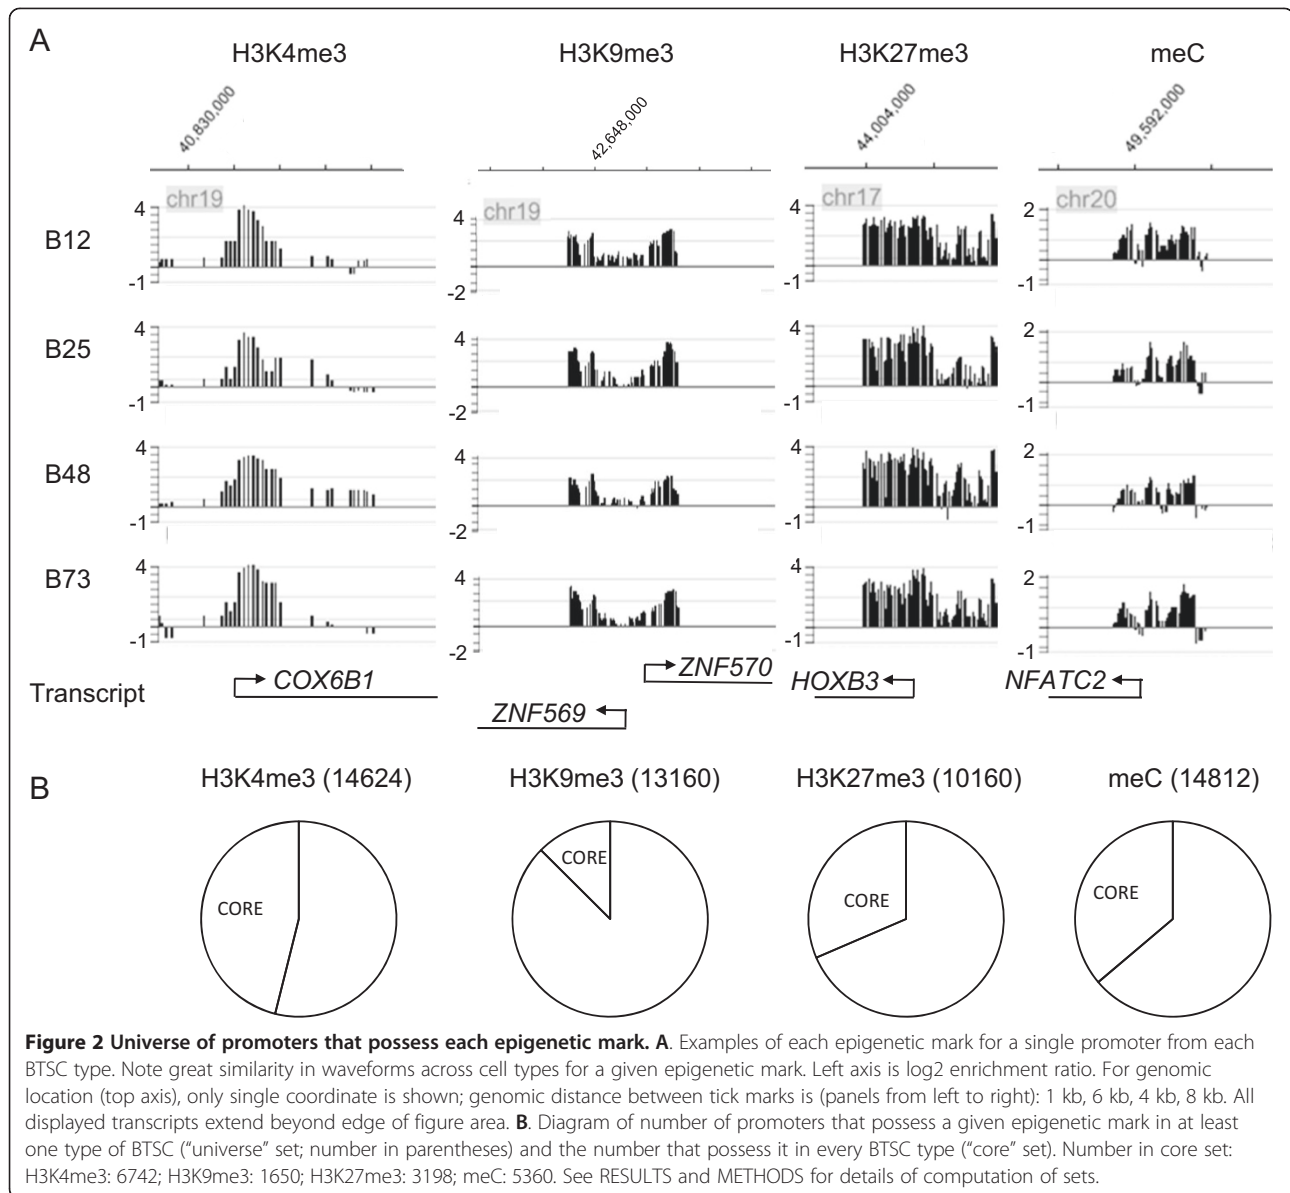 A
H3K4me3 H3K9me3 H3K27me3 meC
40,830,000 42,648,000 44,004,000 49,592,000
chr19 chr19 chr17 chr20
B12
4 -1 4 -2 4 -1 2 -1
B25
4 -1 4 -2 4 -1 2 -1
B48
4 -1 4 -2 4 -1 2 -1
B73
4 -1 4 -2 4 -1 2 -1
Transcript
COX6B1 ZNF570 HOXB3 NFATC2
ZNF569
B
H3K4me3 (14624) H3K9me3 (13160) H3K27me3 (10160) meC (14812)
CORE CORE CORE CORE
Figure 2 Universe of promoters that possess each epigenetic mark. A. Examples of each epigenetic mark for a single promoter from each
BTSC type. Note great similarity in waveforms across cell types for a given epigenetic mark. Left axis is log2 enrichment ratio. For genomic
location (top axis), only single coordinate is shown; genomic distance between tick marks is (panels from left to right): 1 kb, 6 kb, 4 kb, 8 kb. All
displayed transcripts extend beyond edge of figure area. B. Diagram of number of promoters that possess a given epigenetic mark in at least
one type of BTSC (“universe” set; number in parentheses) and the number that possess it in every BTSC type (“core” set). Number in core set:
H3K4me3: 6742; H3K9me3: 1650; H3K27me3: 3198; meC: 5360. See RESULTS and METHODS for details of computation of sets.